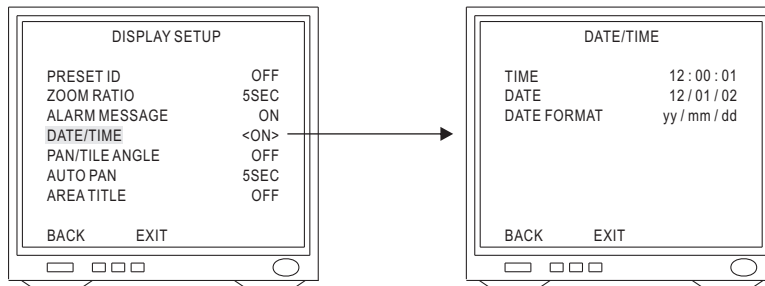 DISPLAY SETUP
PRESET ID OFF
ZOOM RATIO 5SEC
ALARM MESSAGE ON
DATE/TIME <ON>
PAN/TILE ANGLE OFF
AUTO PAN 5SEC
AREA TITLE OFF
BACK EXIT
DATE/TIME
TIME 12 : 00 : 01
DATE 12 / 01 / 02
DATE FORMAT yy / mm / dd
BACK EXIT